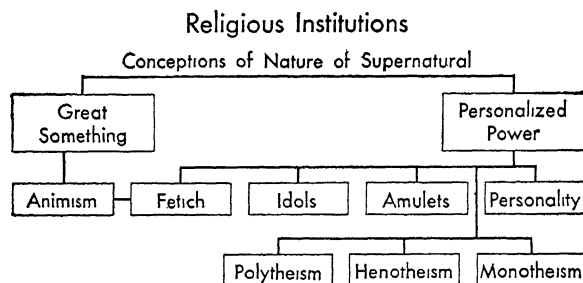 Religious Institutions
Conceptions of Nature of Supernatural
Great
Something
Personalized
Power
Animism
Fetich
Idols
Amulets
Personality
Polytheism
Henotheism
Monotheism